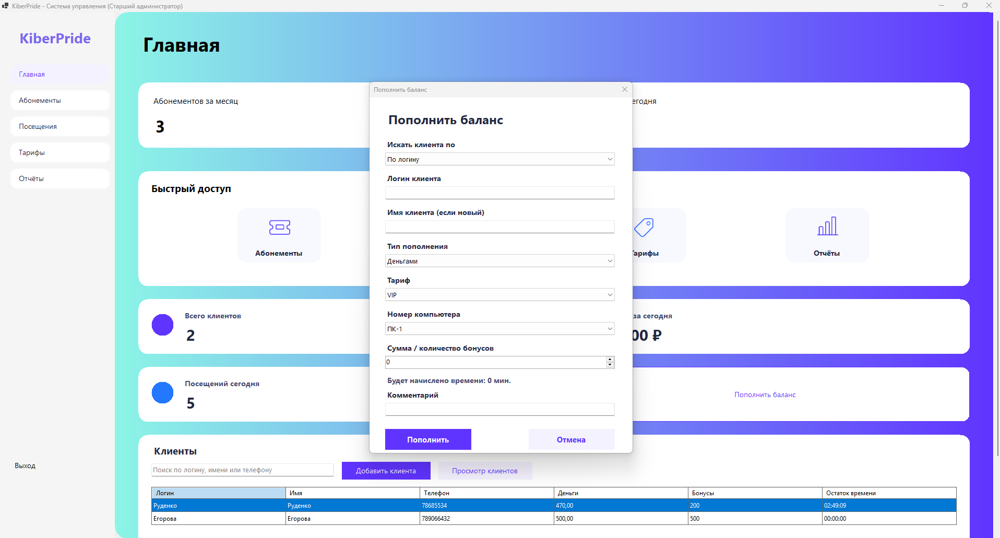 KiberPride - Система управления (Старший администратор)
KiberPride
Главная
Абонементы
Посещения
Тарифы
Отчёты
Выход
Главная
Абонементов за месяц
3
егодня
Быстрый доступ
Абонементы
арифы
Отчёты
Всего клиентов
2
за сегодня
00 ₽
Посещений сегодня
5
Пополнить баланс
Пополнить баланс
Пополнить баланс
Искать клиента по
По логину
Логин клиента
Имя клиента (если новый)
Тип пополнения
Деньгами
Тариф
VIP
Номер компьютера
ПК-1
Сумма / количество бонусов
0
Будет начислено времени: 0 мин.
Комментарий
Пополнить
Отмена
Клиенты
Поиск по логину, имени или телефону
Добавить клиента
Просмотр клиентов
Логин Имя Телефон Деньги Бонусы Остаток времени
Руденко Руденко 78685534 470,00 200 02:49:09
Егорова Егорова 789066432 500,00 500 00:00:00